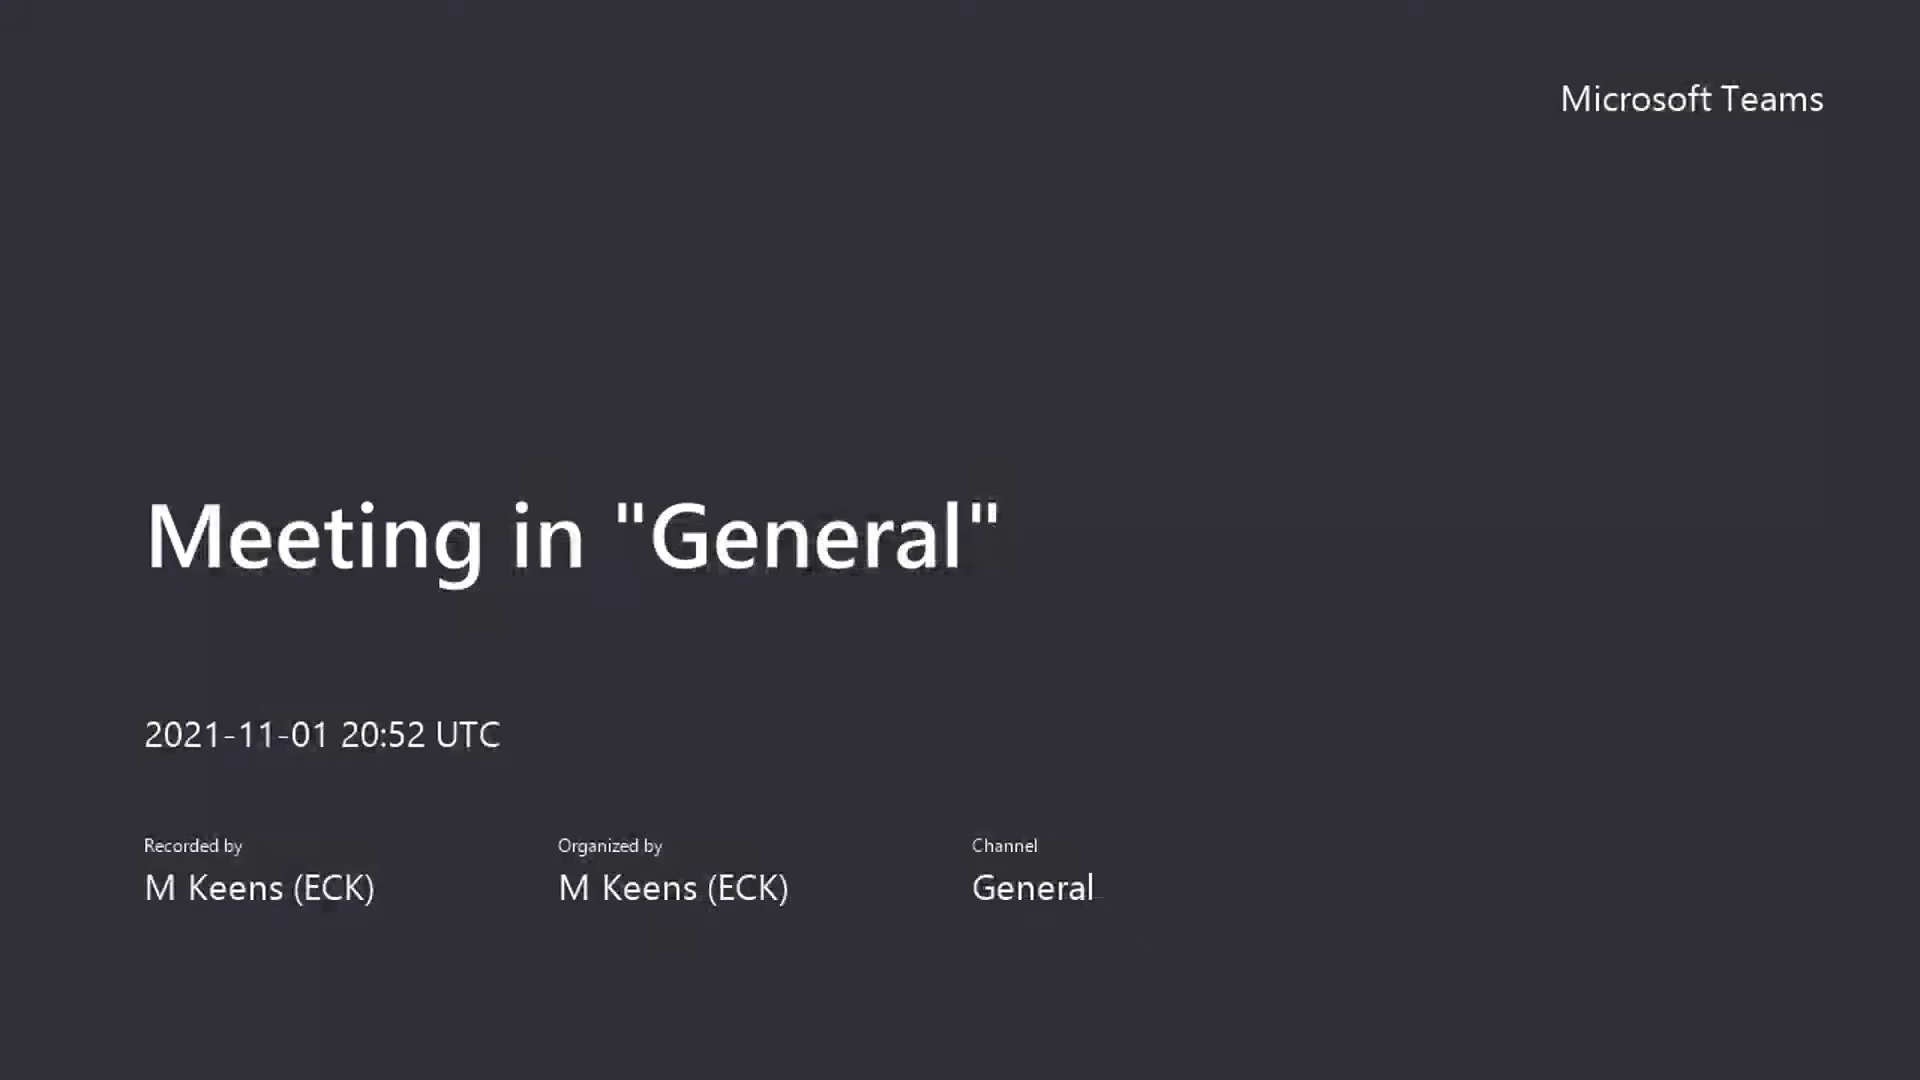 Microsoft Teams
Meeting in "General"
2021-11-01 20:52 UTC
Recorded by
M Keens (ECK)
Organized by
M Keens (ECK)
Channel
General